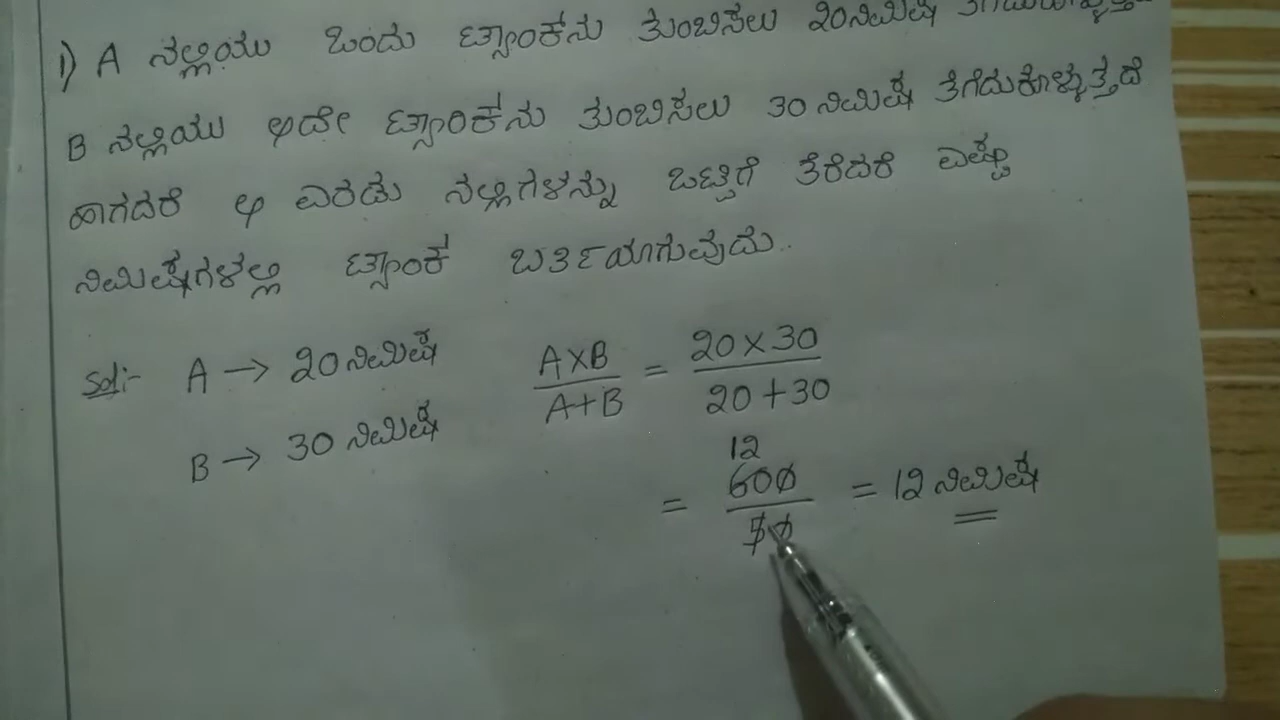 1) A ನಲ್ಲಿಯು ಒಂದು ಟ್ಯಾಂಕನು ತುಂಬಿಸಲು 20 ನಿಮಿಷ
B ನಲ್ಲಿಯು ಅದೇ ಟ್ಯಾಂಕನು ತುಂಬಿಸಲು 30 ನಿಮಿಷ ತೆಗೆದುಕೊಳ್ಳುತ್ತದೆ
ಹಾಗದರೆ ಆ ಎರಡು ನಲ್ಲಿಗಳನ್ನು ಒಟ್ಟಿಗೆ ತೆರೆದರೆ ಎಷ್ಟು
ನಿಮಿಷಗಳಲ್ಲಿ ಟ್ಯಾಂಕ ಬರ್ತಿಯಾಗುವುದು..
Sol:- A → 20 ನಿಮಿಷ A×B/A+B = 20×30/20+30
B → 30 ನಿಮಿಷ
12
= 600/50 = 12 ನಿಮಿಷ